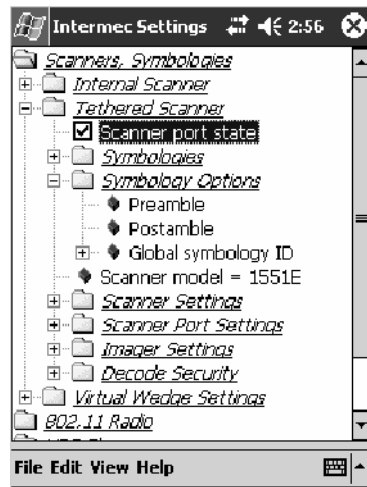 Intermec Settings 2:56
Scanners, Symbologies
Internal Scanner
Tethered Scanner
Scanner port state
Symbologies
Symbology Options
Preamble
Postamble
Global symbology ID
Scanner model = 1551E
Scanner Settings
Scanner Port Settings
Imager Settings
Decode Security
Virtual Wedge Settings
802.11 Radio
File Edit View Help